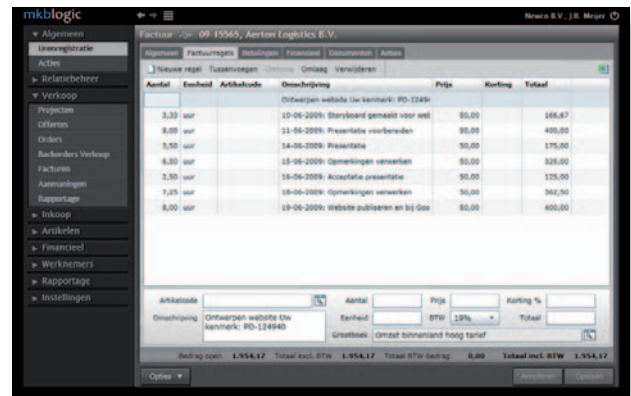 mkblogic
Newco B.V., J.R. Meijer
Algemeen
Urenregistratie
Acties
Relatiebeheer
Verkoop
Projecten
Offertes
Orders
Backorders Verkoop
Facturen
Aanmaningen
Rapportage
Inkoop
Artikelen
Financieel
Werknemers
Rapportage
Instellingen
Factuur 09-15565, Aerton Logistics B.V.
Algemeen Factuurregels Betalingen Financieel Documenten Acties
Nieuwe regel Tussenvoegen Omhoog Omlaag Verwijderen
Aantal Eenheid Artikelcode Omschrijving Prijs Korting Totaal
Ontwerpen website Uw kenmerk: PO-1249
3,33 uur 10-06-2009: Storyboard gemaakt voor wel 50,00 166,67
8,00 uur 11-06-2009: Presentatie voorbereiden 50,00 400,00
3,50 uur 14-06-2009: Presentatie 50,00 175,00
6,50 uur 15-06-2009: Opmerkingen verwerken 50,00 325,00
2,50 uur 16-06-2009: Acceptatie presentatie 50,00 125,00
7,25 uur 18-06-2009: Opmerkingen verwerken 50,00 362,50
8,00 uur 19-06-2009: Website publiseren en bij Goo 50,00 400,00
Artikelcode Aantal Prijs Korting %
Omschrijving Ontwerpen website Uw kenmerk: PO-124940 Eenheid BTW 19% Totaal
Grootboek Omzet binnenland hoog tarief
Bedrag open 1.954,17 Totaal excl. BTW 1.954,17 Totaal BTW-bedrag 0,00 Totaal incl. BTW 1.954,17
Opties Annuleren Opslaan